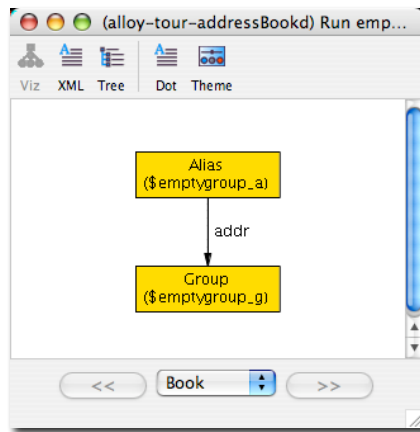 (alloy-tour-addressBookd) Run emp...
Viz XML Tree Dot Theme
Alias
($emptygroup_a)
addr
Group
($emptygroup_g)
<< Book >>